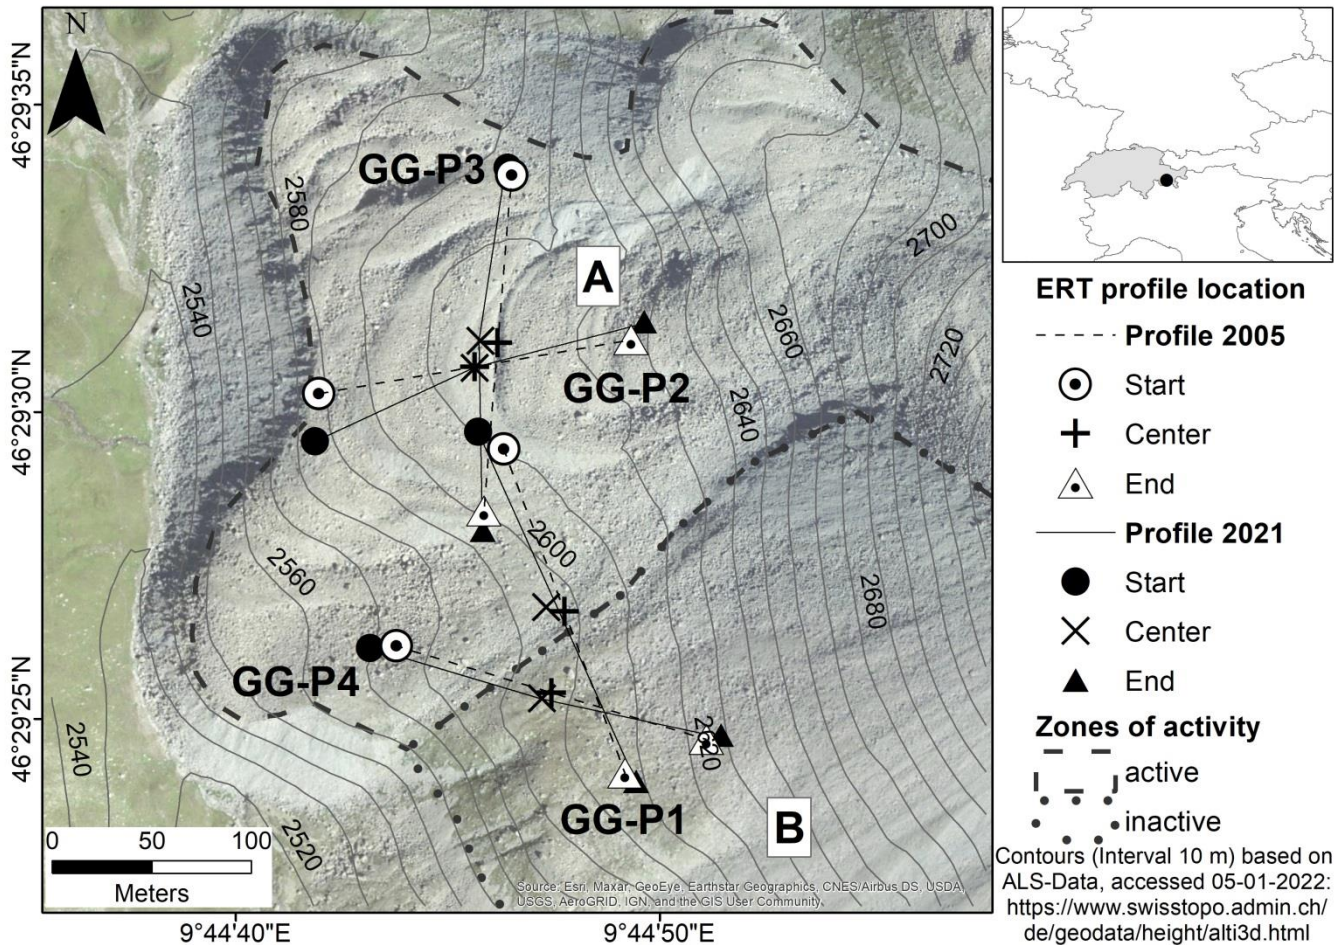 N
46°29'35"N
46°29'30"N
46°29'25"N
GG-P3
2580
2700
A
2540
2660
2720
GG-P2
2640
2600
2560
2680
GG-P4
2620
2540
GG-P1
B
2520
0 50 100
Meters
Source: Esri, Maxar, GeoEye, Earthstar Geographics, CNES/Airbus DS, USDA,
USGS, AeroGRID, IGN, and the GIS User Community
9°44'40"E
9°44'50"E
ERT profile location
Profile 2005
Start
Center
End
Profile 2021
Start
Center
End
Zones of activity
active
inactive
Contours (Interval 10 m) based on
ALS-Data, accessed 05-01-2022:
https://www.swisstopo.admin.ch/
de/geodata/height/alti3d.html